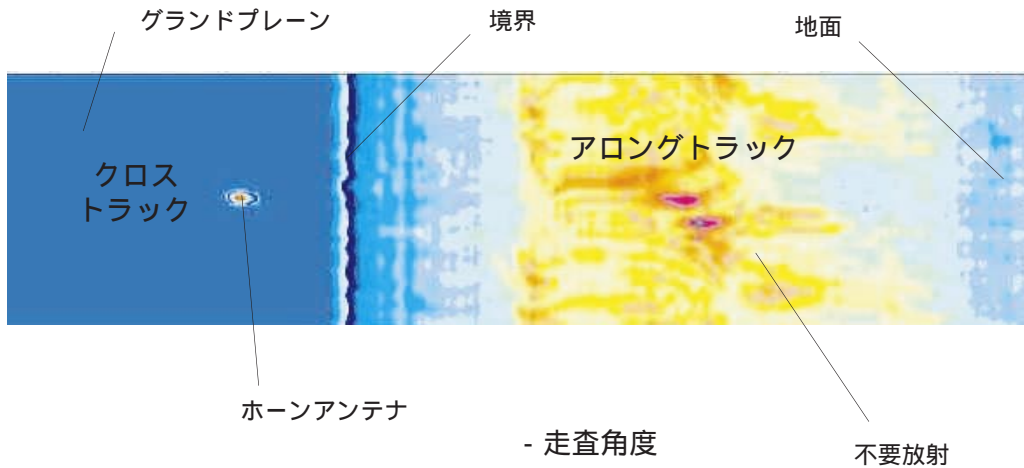 グランドプレーン
境界
地面
アロングトラック
クロス
トラック
ホーンアンテナ
- 走査角度
不要放射